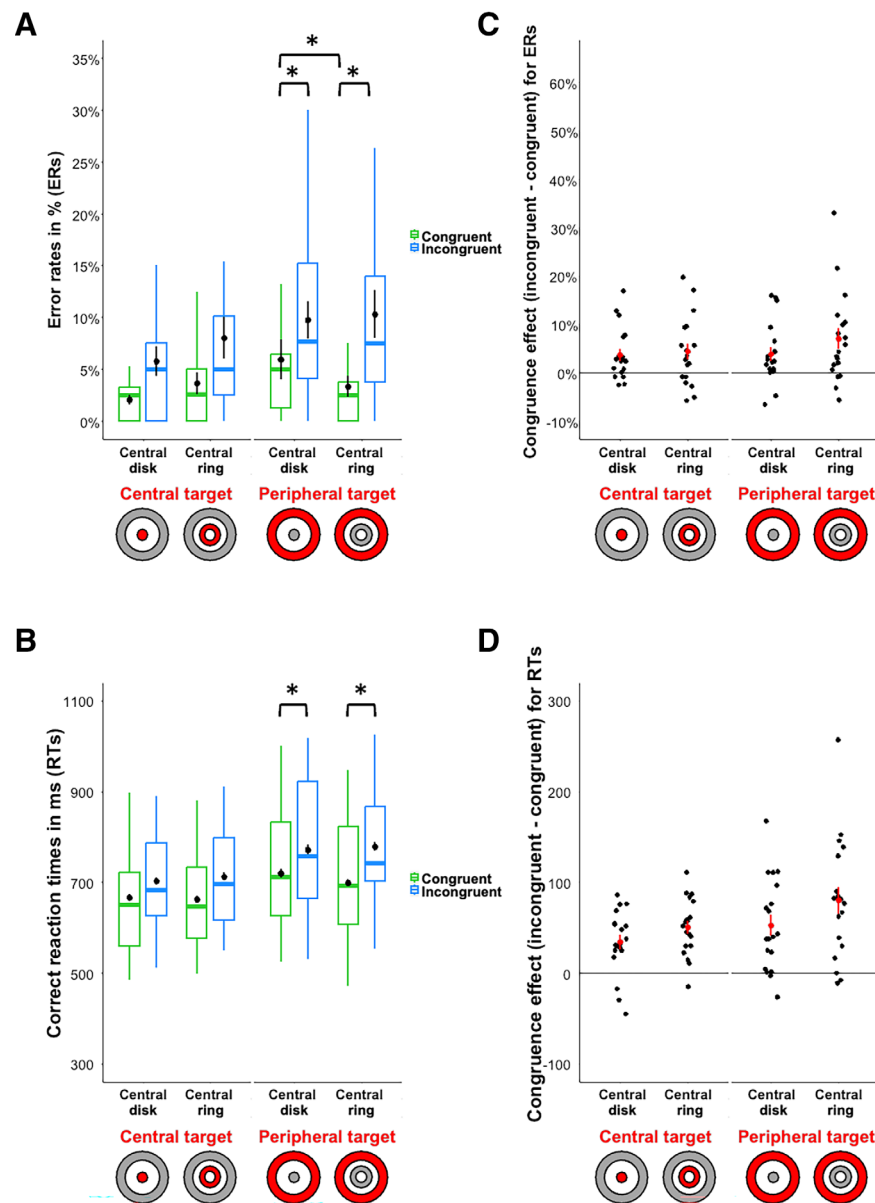 A
Error rates in % (ERs)
35%
30%
25%
20%
15%
10%
5%
0%
*
* *
Congruent
Incongruent
Central disk
Central ring
Central disk
Central ring
Central target
Peripheral target
C
Congruence effect (incongruent - congruent) for ERs
60%
50%
40%
30%
20%
10%
0%
-10%
Central disk
Central ring
Central disk
Central ring
Central target
Peripheral target
B
Correct reaction times in ms (RTs)
1100
900
700
500
300
* *
Congruent
Incongruent
Central disk
Central ring
Central disk
Central ring
Central target
Peripheral target
D
Congruence effect (incongruent - congruent) for RTs
300
200
100
0
-100
Central disk
Central ring
Central disk
Central ring
Central target
Peripheral target